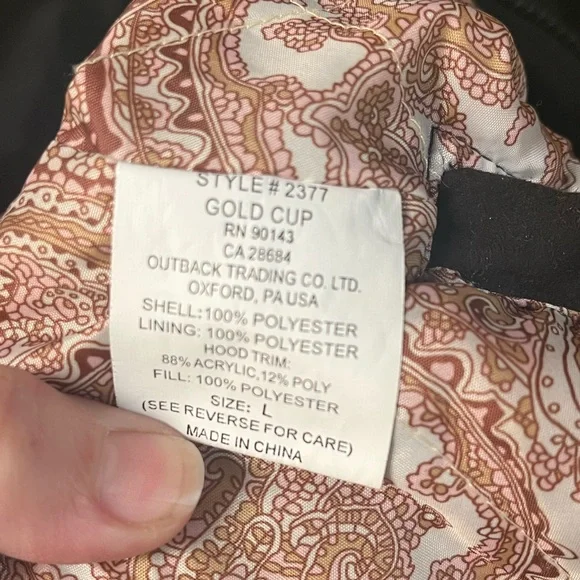 STYLE # 2377
GOLD CUP
RN 90143
CA 28684
OUTBACK TRADING CO. LTD.
OXFORD, PA USA
SHELL: 100% POLYESTER
LINING: 100% POLYESTER
HOOD TRIM:
88% ACRYLIC, 12% POLY
FILL: 100% POLYESTER
SIZE: L
(SEE REVERSE FOR CARE)
MADE IN CHINA